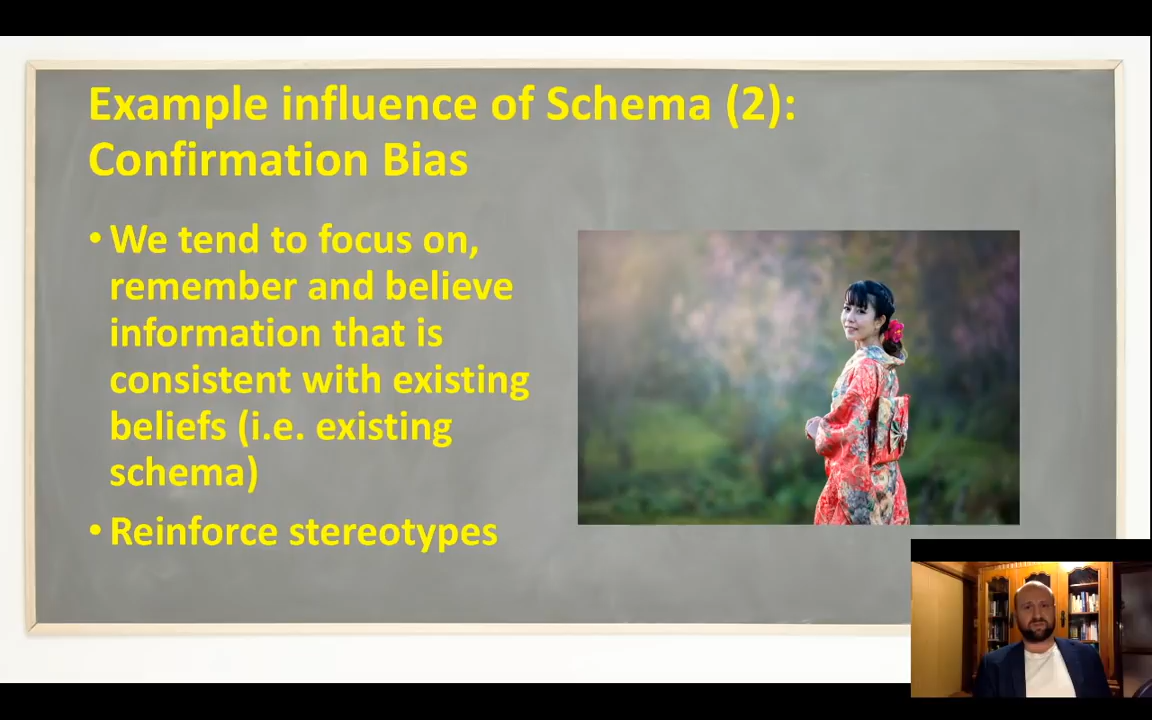 Example influence of Schema (2):
Confirmation Bias
• We tend to focus on,
remember and believe
information that is
consistent with existing
beliefs (i.e. existing
schema)
• Reinforce stereotypes